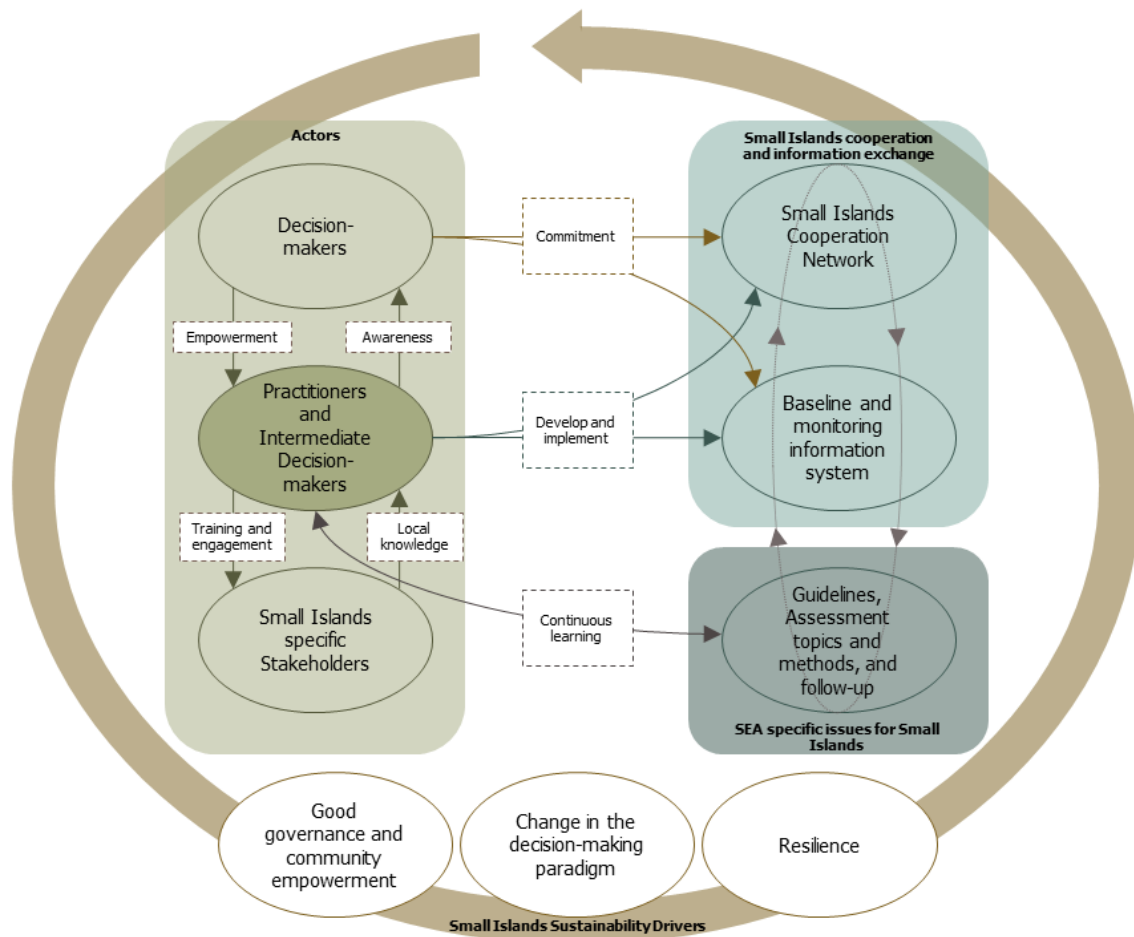 Actors
Decision-
makers
Empowerment
Awareness
Practitioners
and
Intermediate
Decision-
makers
Training and
engagement
Local
knowledge
Small Islands
specific
Stakeholders
Commitment
Develop and
implement
Continuous
learning
Small Islands cooperation
and information exchange
Small Islands
Cooperation
Network
Baseline and
monitoring
information
system
Guidelines,
Assessment
topics and
methods, and
follow-up
SEA specific issues for Small
Islands
Good
governance and
community
empowerment
Change in the
decision-making
paradigm
Resilience
Small Islands Sustainability Drivers